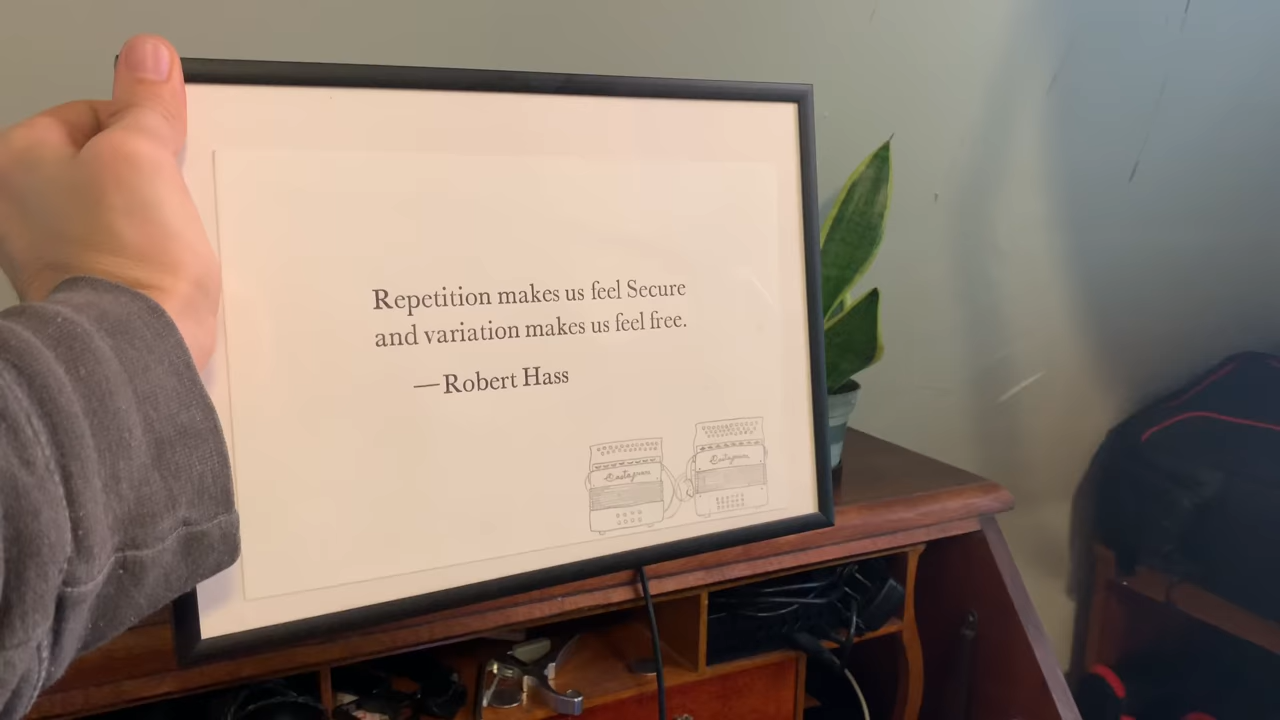 Repetition makes us feel Secure
and variation makes us feel free.
—Robert Hass